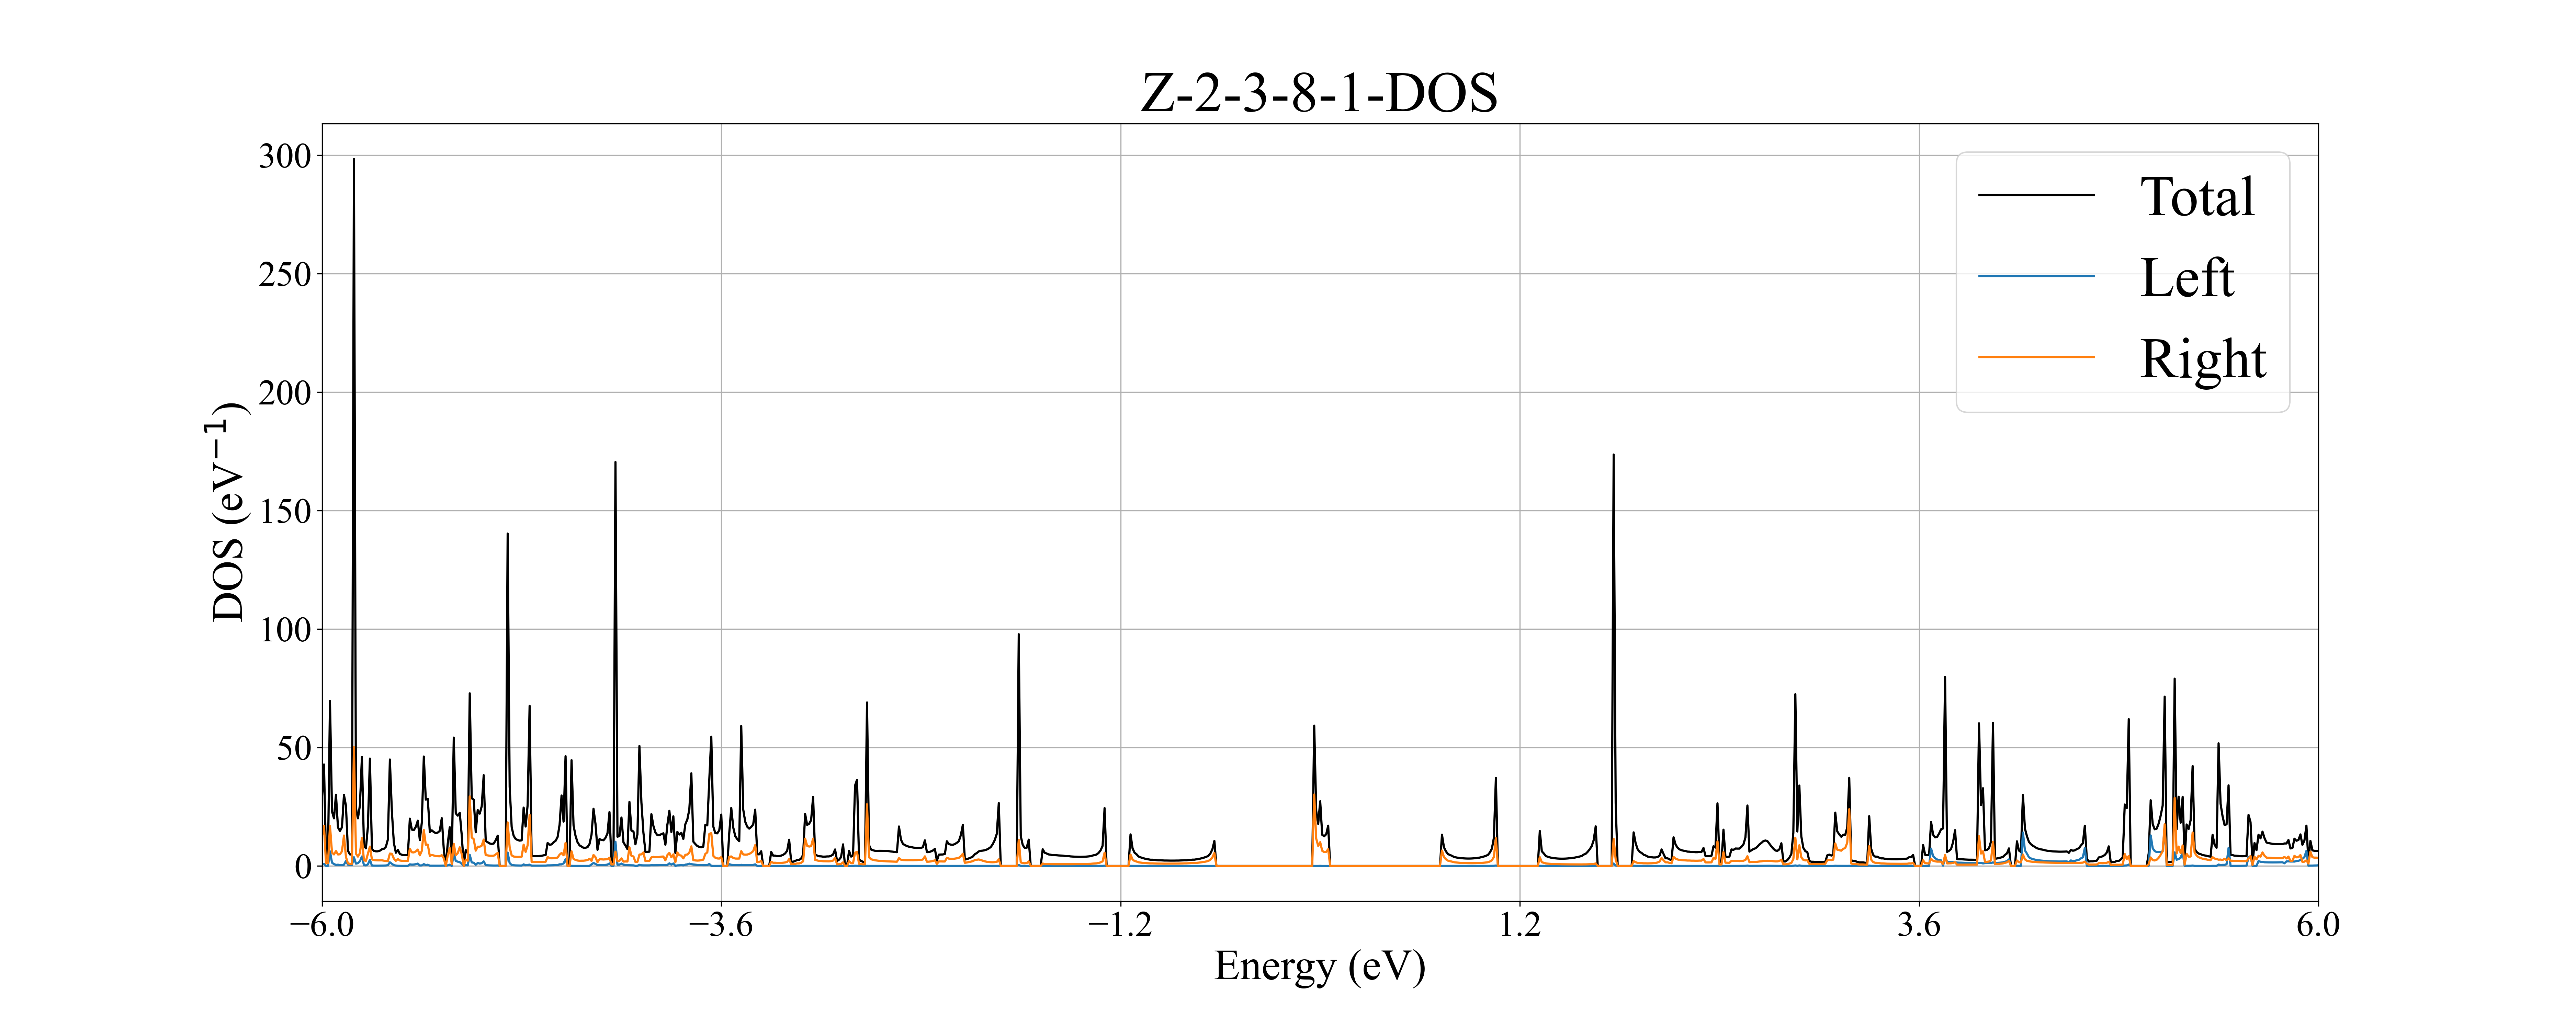 Z-2-3-8-1-DOS
300
250
200
150
100
50
0
DOS (eV⁻¹)
Total
Left
Right
−6.0 −3.6 −1.2 1.2 3.6 6.0
Energy (eV)